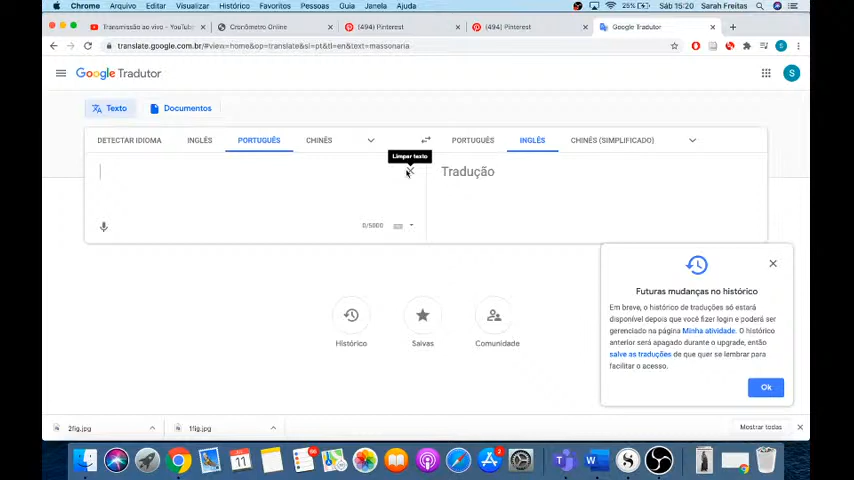 Chrome Arquivo Editar Visualizar Histórico Favoritos Pessoas Guia Janela Ajuda 25% Sáb 15:20 Sarah Freitas
Transmissão ao vivo - YouTub Cronômetro Online (494) Pinterest (494) Pinterest Google Tradutor
translate.google.com.br/#view=home&op=translate&sl=pt&tl=en&text=massonaria
S
Google Tradutor
S
Texto Documentos
DETECTAR IDIOMA INGLÊS PORTUGUÊS CHINÊS PORTUGUÊS INGLÊS CHINÊS (SIMPLIFICADO)
Limpar texto
Tradução
0/5000
Futuras mudanças no histórico
Em breve, o histórico de traduções só estará
disponível depois que você fizer login e poderá ser
gerenciado na página Minha atividade. O histórico
anterior será apagado durante o upgrade, então
salve as traduções de que quer se lembrar para
facilitar o acesso.
Ok
Histórico Salvas Comunidade
2fig.jpg 1fig.jpg Mostrar todas
11
2